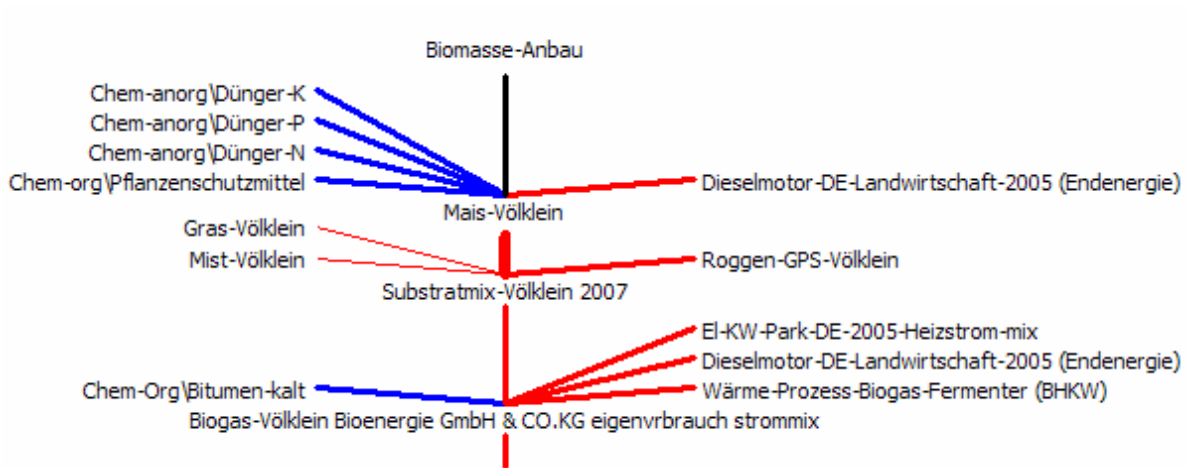 Biomasse-Anbau
Chem-anorg\Dünger-K
Chem-anorg\Dünger-P
Chem-anorg\Dünger-N
Chem-org\Pflanzenschutzmittel
Dieselmotor-DE-Landwirtschaft-2005 (Endenergie)
Mais-Völklein
Gras-Völklein
Mist-Völklein
Roggen-GPS-Völklein
Substratmix-Völklein 2007
El-KW-Park-DE-2005-Heizstrom-mix
Dieselmotor-DE-Landwirtschaft-2005 (Endenergie)
Chem-Org\Bitumen-kalt
Wärme-Prozess-Biogas-Fermenter (BHKW)
Biogas-Völklein Bioenergie GmbH & CO.KG eigenvrbrauch strommix